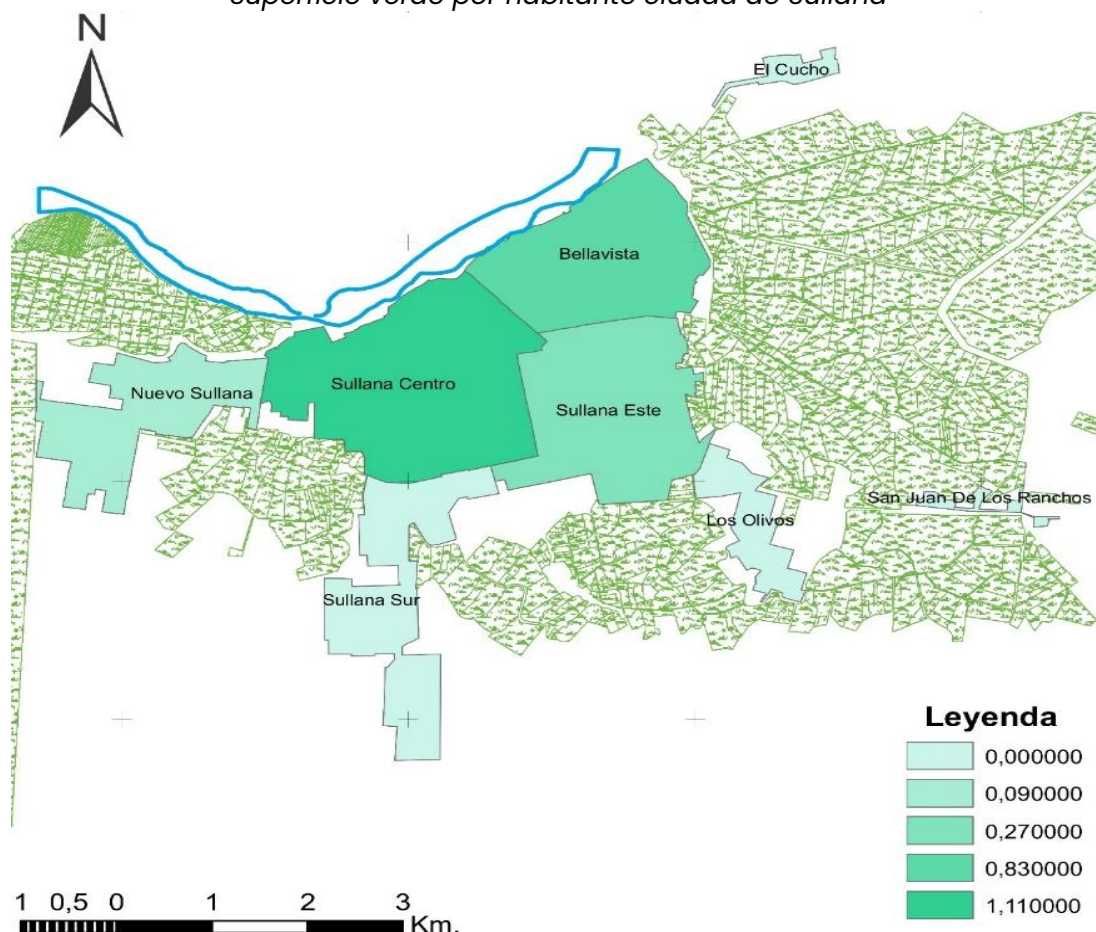 superficie verde por habitante ciudad de Sullana
N
El Cucho
Bellavista
Sullana Centro
Nuevo Sullana
Sullana Este
San Juan De Los Ranchos
Los Olivos
Sullana Sur
Leyenda
0,000000
0,090000
0,270000
0,830000
1,110000
1 0,5 0 1 2 3
Km.